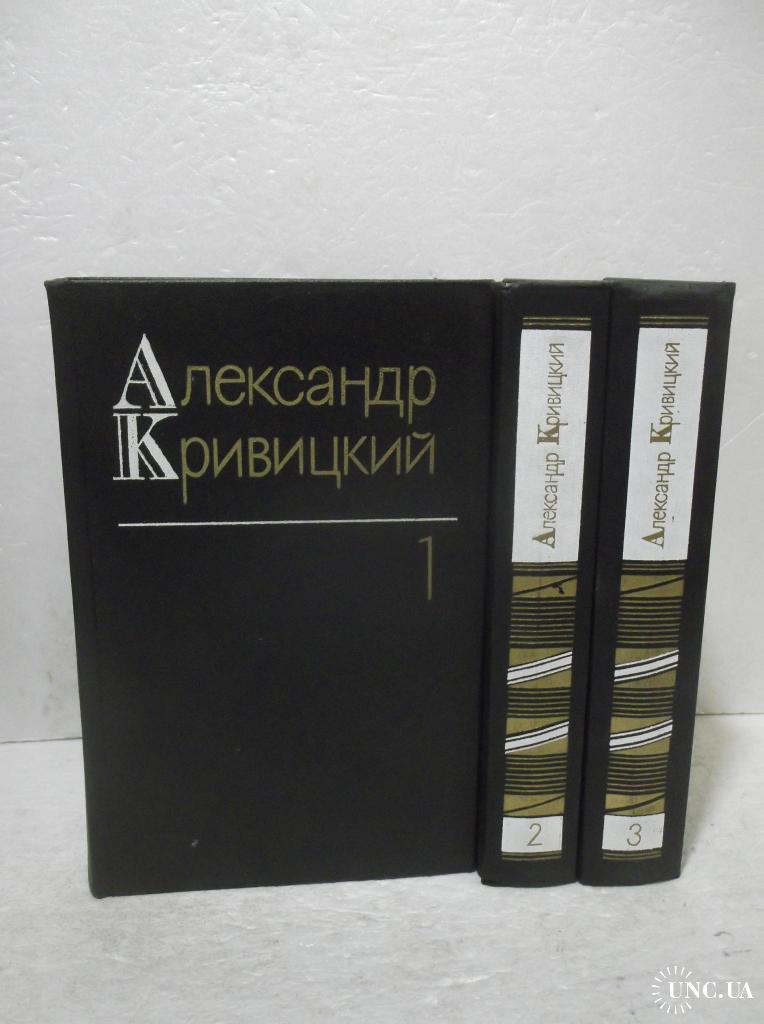 Александр
Кривицкий
1
Александр Кривицкий
2
Александр Кривицкий
3
UNC.UA